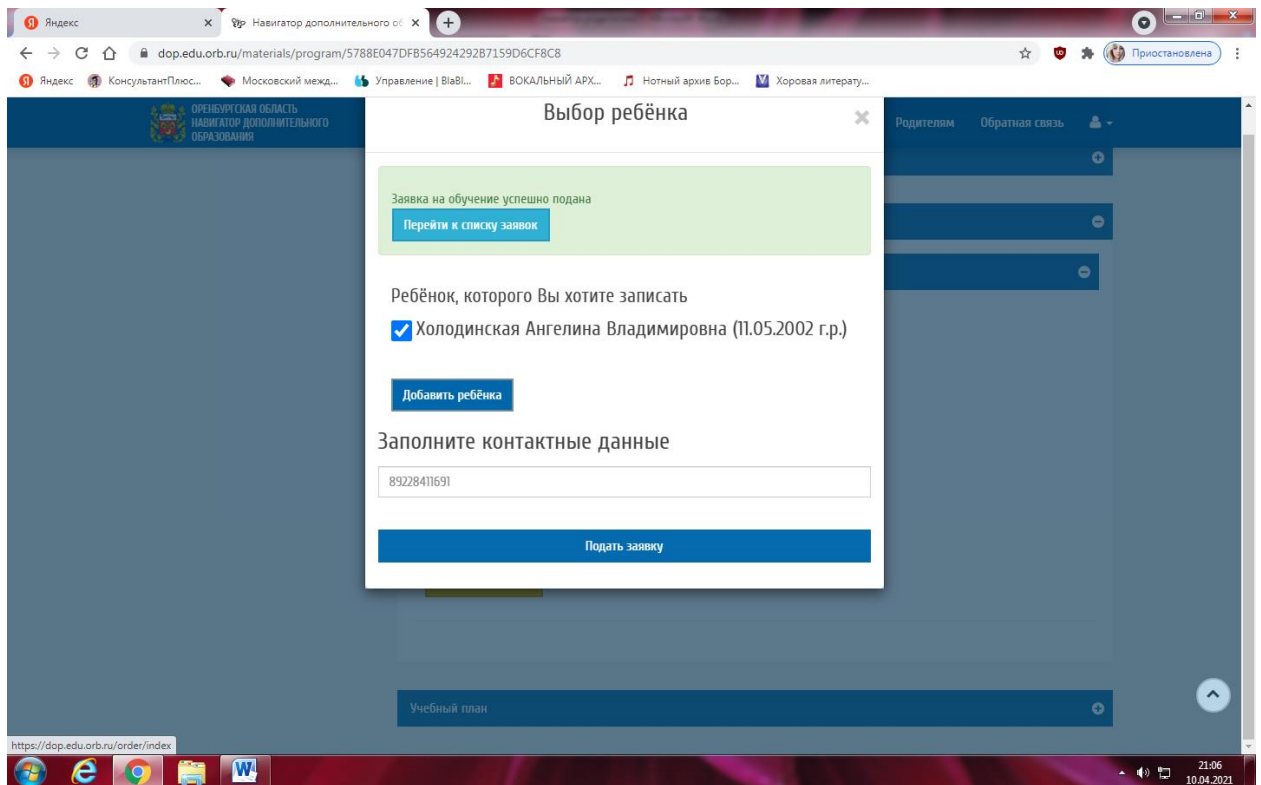 Яндекс
Навигатор дополнительного об
dop.edu.orb.ru/materials/program/5788E047DFB564924292B7159D6CF8C8
Приостановлена
Яндекс
КонсультантПлюс...
Московский межд...
Управление | BlaBl...
ВОКАЛЬНЫЙ АРХ...
Нотный архив Бор...
Хоровая литерату...
ОРЕНБУРГСКАЯ ОБЛАСТЬ
НАВИГАТОР ДОПОЛНИТЕЛЬНОГО
ОБРАЗОВАНИЯ
Родителям
Обратная связь
Выбор ребёнка
Заявка на обучение успешно подана
Перейти к списку заявок
Ребёнок, которого Вы хотите записать
Холодинская Ангелина Владимировна (11.05.2002 г.р.)
Добавить ребёнка
Заполните контактные данные
89228411691
Подать заявку
Учебный план
https://dop.edu.orb.ru/order/index
21:06
10.04.2021